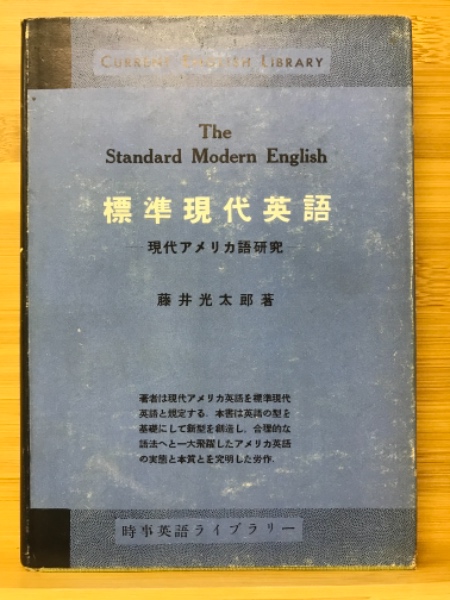 CURRENT ENGLISH LIBRARY
The
Standard Modern English
標準現代英語
現代アメリカ語研究
藤井光太郎著
著者は現代アメリカ英語を標準現代
英語と規定する。本書は英語の型を
基礎にして新型を創造し、合理的な
語法へと一大飛躍したアメリカ英語
の実態と本質とを究明した労作。
時事英語ライブラリー